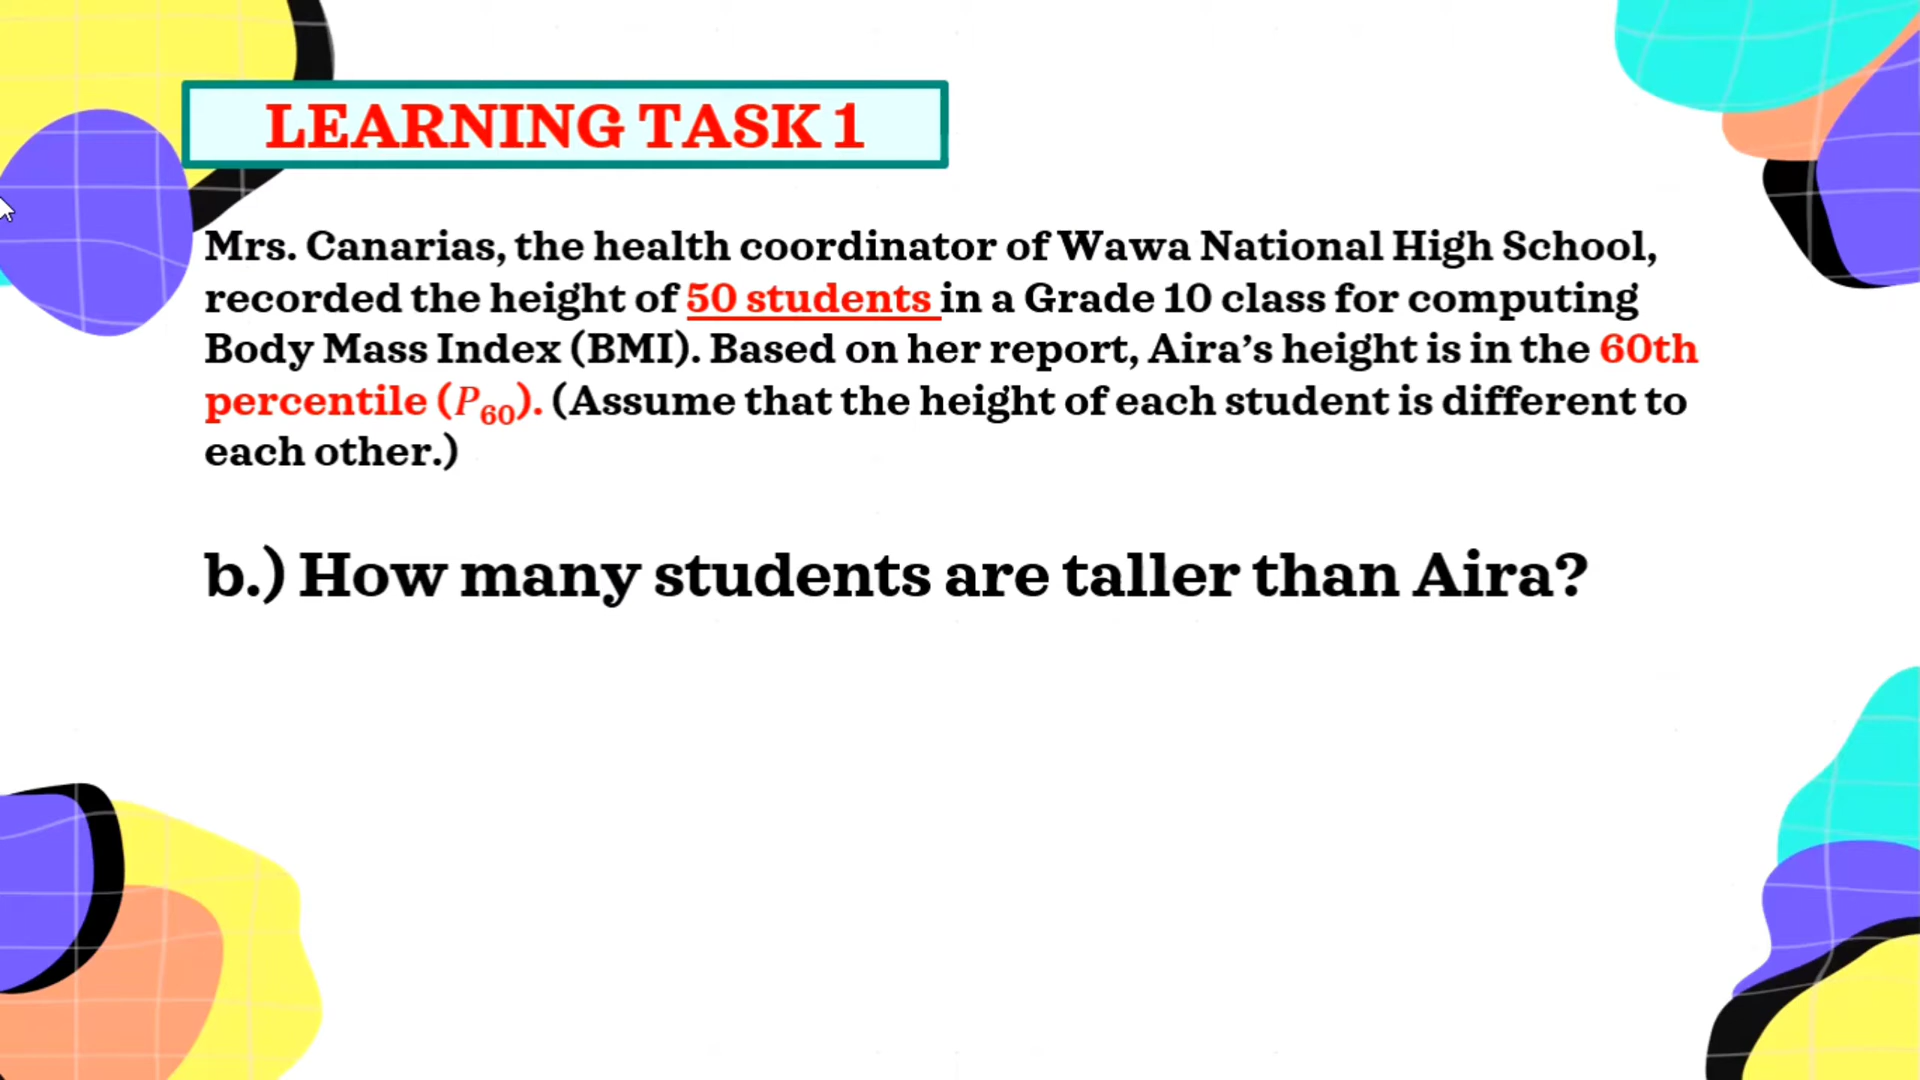 LEARNING TASK 1
Mrs. Canarias, the health coordinator of Wawa National High School,
recorded the height of 50 students in a Grade 10 class for computing
Body Mass Index (BMI). Based on her report, Aira’s height is in the 60th
percentile (P60). (Assume that the height of each student is different to
each other.)
b.) How many students are taller than Aira?